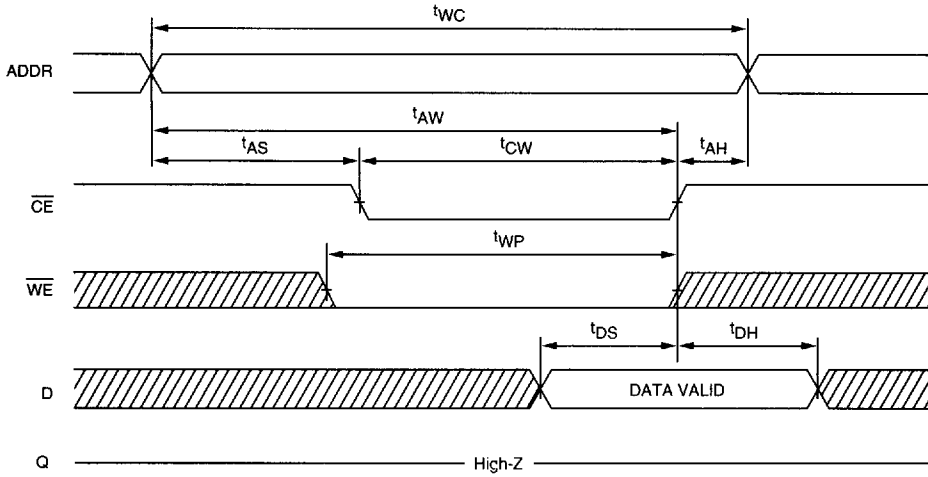 tWC
ADDR
tAW
tAS tCW tAH
CE
tWP
WE
tDS tDH
D DATA VALID
Q High-Z